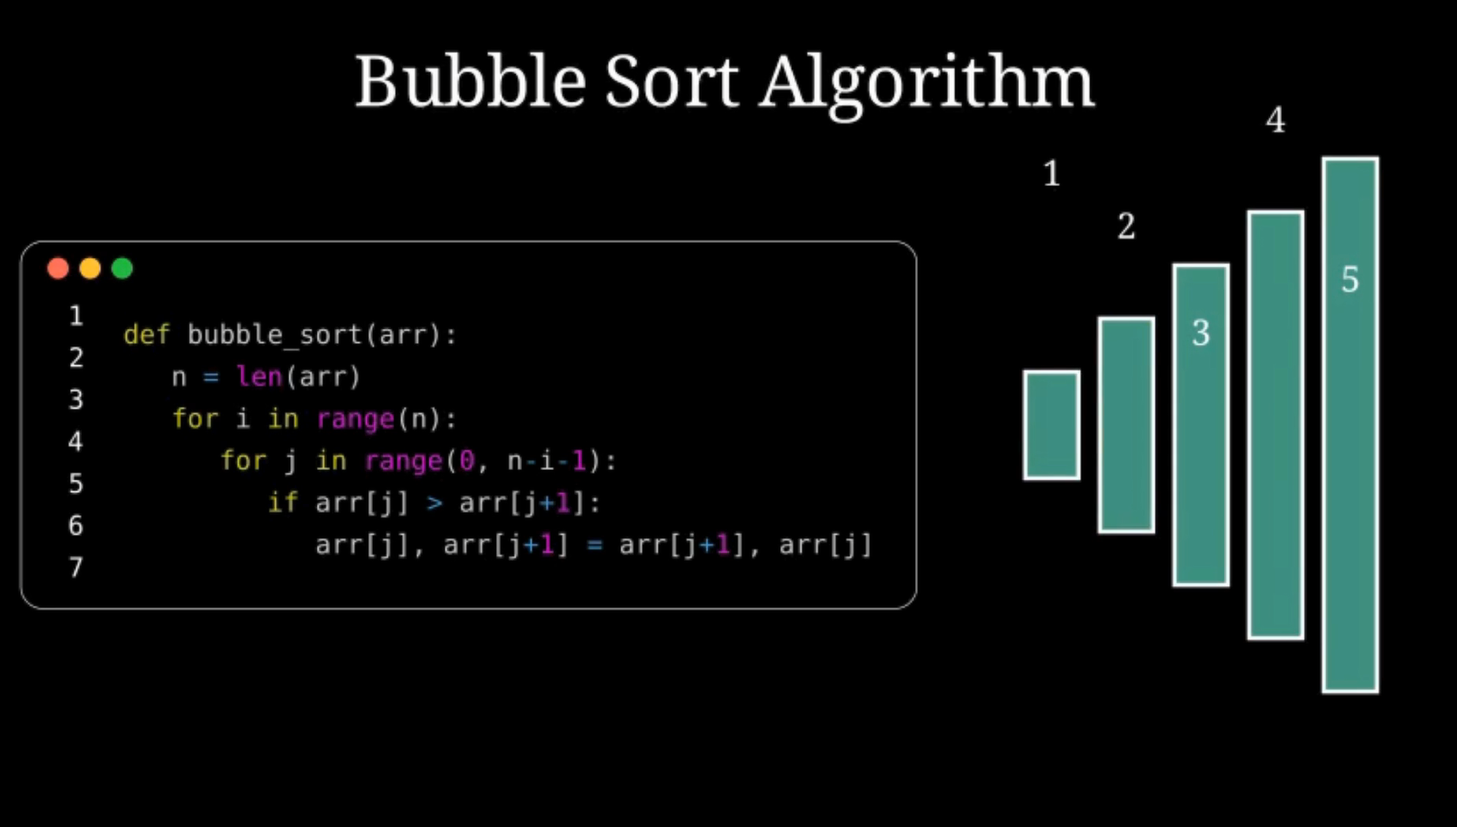 Bubble Sort Algorithm
1
2
3
4
5
6
7
def bubble_sort(arr):
   n = len(arr)
   for i in range(n):
      for j in range(0, n-i-1):
         if arr[j] > arr[j+1]:
            arr[j], arr[j+1] = arr[j+1], arr[j]
1
2
3
4
5